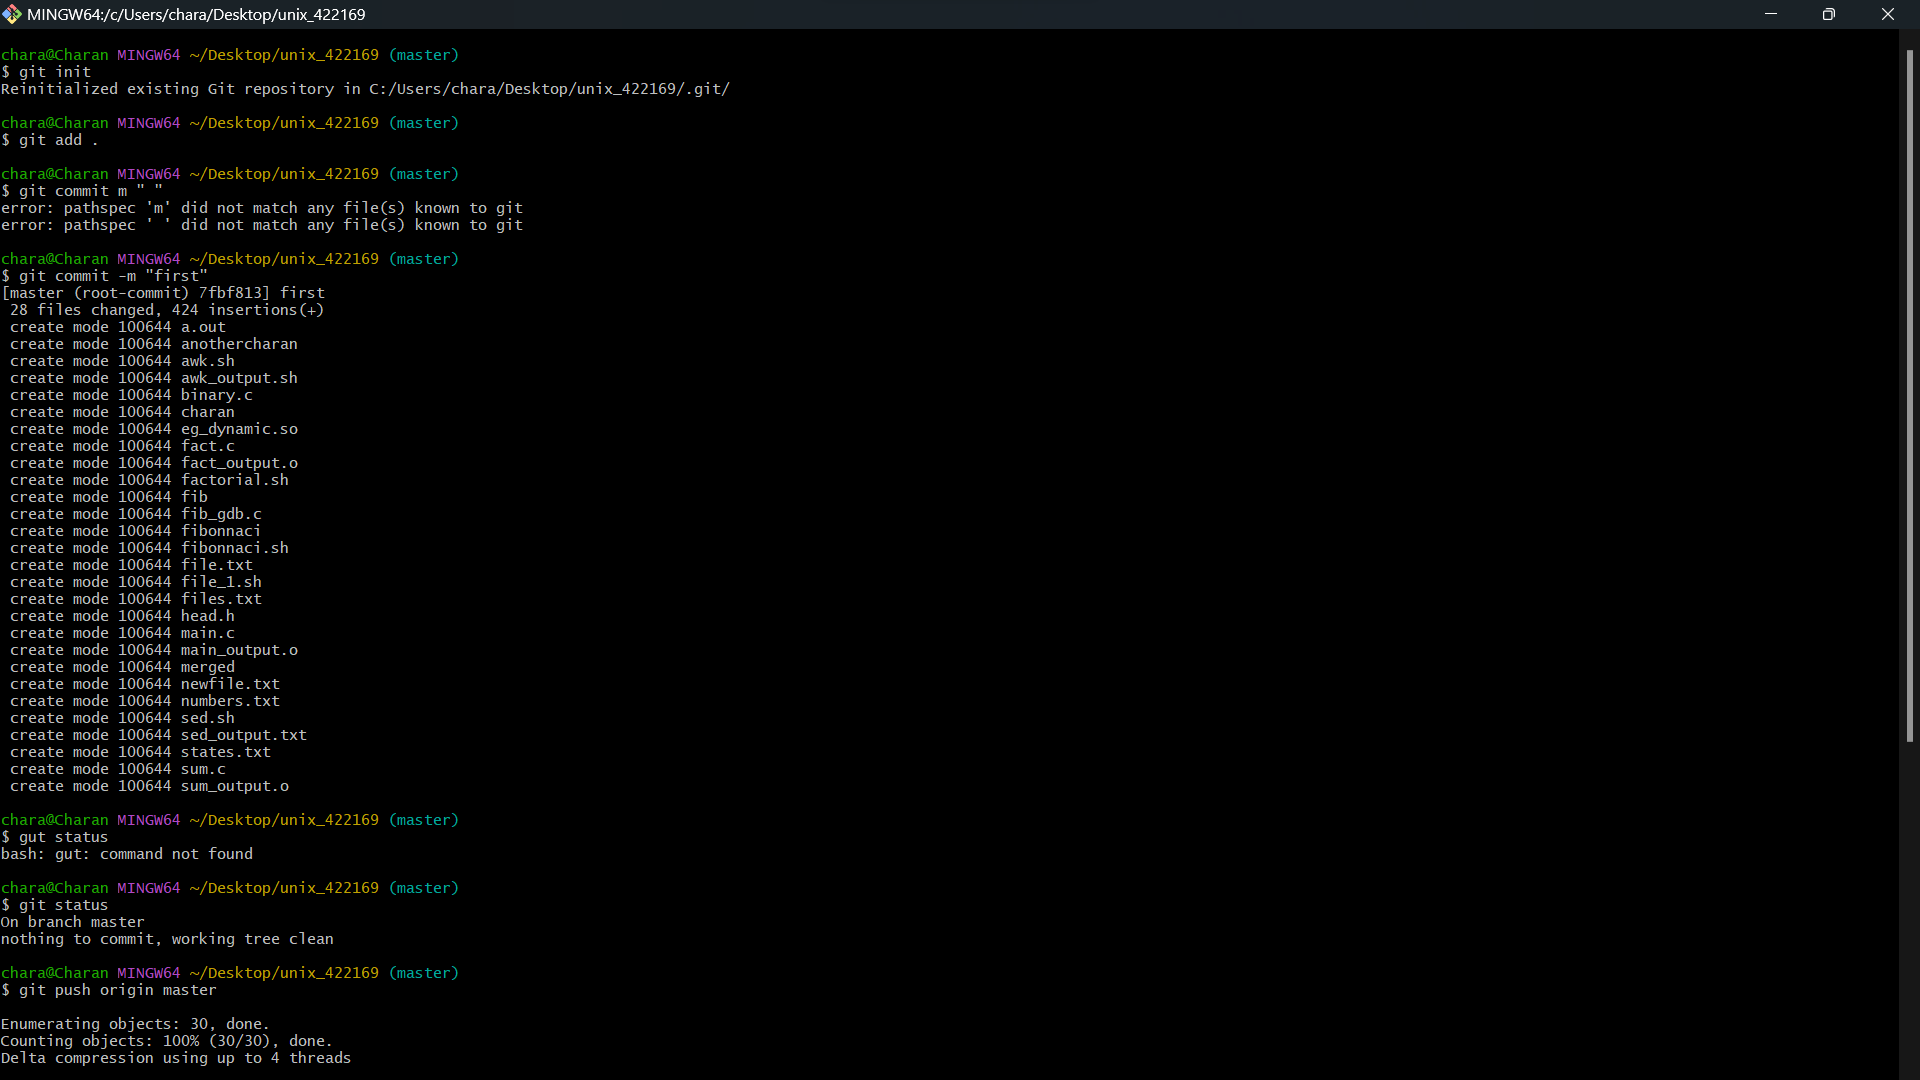 MINGW64:/c/Users/chara/Desktop/unix_422169
chara@Charan MINGW64 ~/Desktop/unix_422169 (master)
$ git init
Reinitialized existing Git repository in C:/Users/chara/Desktop/unix_422169/.git/
chara@Charan MINGW64 ~/Desktop/unix_422169 (master)
$ git add .
chara@Charan MINGW64 ~/Desktop/unix_422169 (master)
$ git commit m " "
error: pathspec 'm' did not match any file(s) known to git
error: pathspec ' ' did not match any file(s) known to git
chara@Charan MINGW64 ~/Desktop/unix_422169 (master)
$ git commit -m "first"
[master (root-commit) 7fbf813] first
 28 files changed, 424 insertions(+)
 create mode 100644 a.out
 create mode 100644 anothercharan
 create mode 100644 awk.sh
 create mode 100644 awk_output.sh
 create mode 100644 binary.c
 create mode 100644 charan
 create mode 100644 eg_dynamic.so
 create mode 100644 fact.c
 create mode 100644 fact_output.o
 create mode 100644 factorial.sh
 create mode 100644 fib
 create mode 100644 fib_gdb.c
 create mode 100644 fibonnaci
 create mode 100644 fibonnaci.sh
 create mode 100644 file.txt
 create mode 100644 file_1.sh
 create mode 100644 files.txt
 create mode 100644 head.h
 create mode 100644 main.c
 create mode 100644 main_output.o
 create mode 100644 merged
 create mode 100644 newfile.txt
 create mode 100644 numbers.txt
 create mode 100644 sed.sh
 create mode 100644 sed_output.txt
 create mode 100644 states.txt
 create mode 100644 sum.c
 create mode 100644 sum_output.o
chara@Charan MINGW64 ~/Desktop/unix_422169 (master)
$ gut status
bash: gut: command not found
chara@Charan MINGW64 ~/Desktop/unix_422169 (master)
$ git status
On branch master
nothing to commit, working tree clean
chara@Charan MINGW64 ~/Desktop/unix_422169 (master)
$ git push origin master
Enumerating objects: 30, done.
Counting objects: 100% (30/30), done.
Delta compression using up to 4 threads